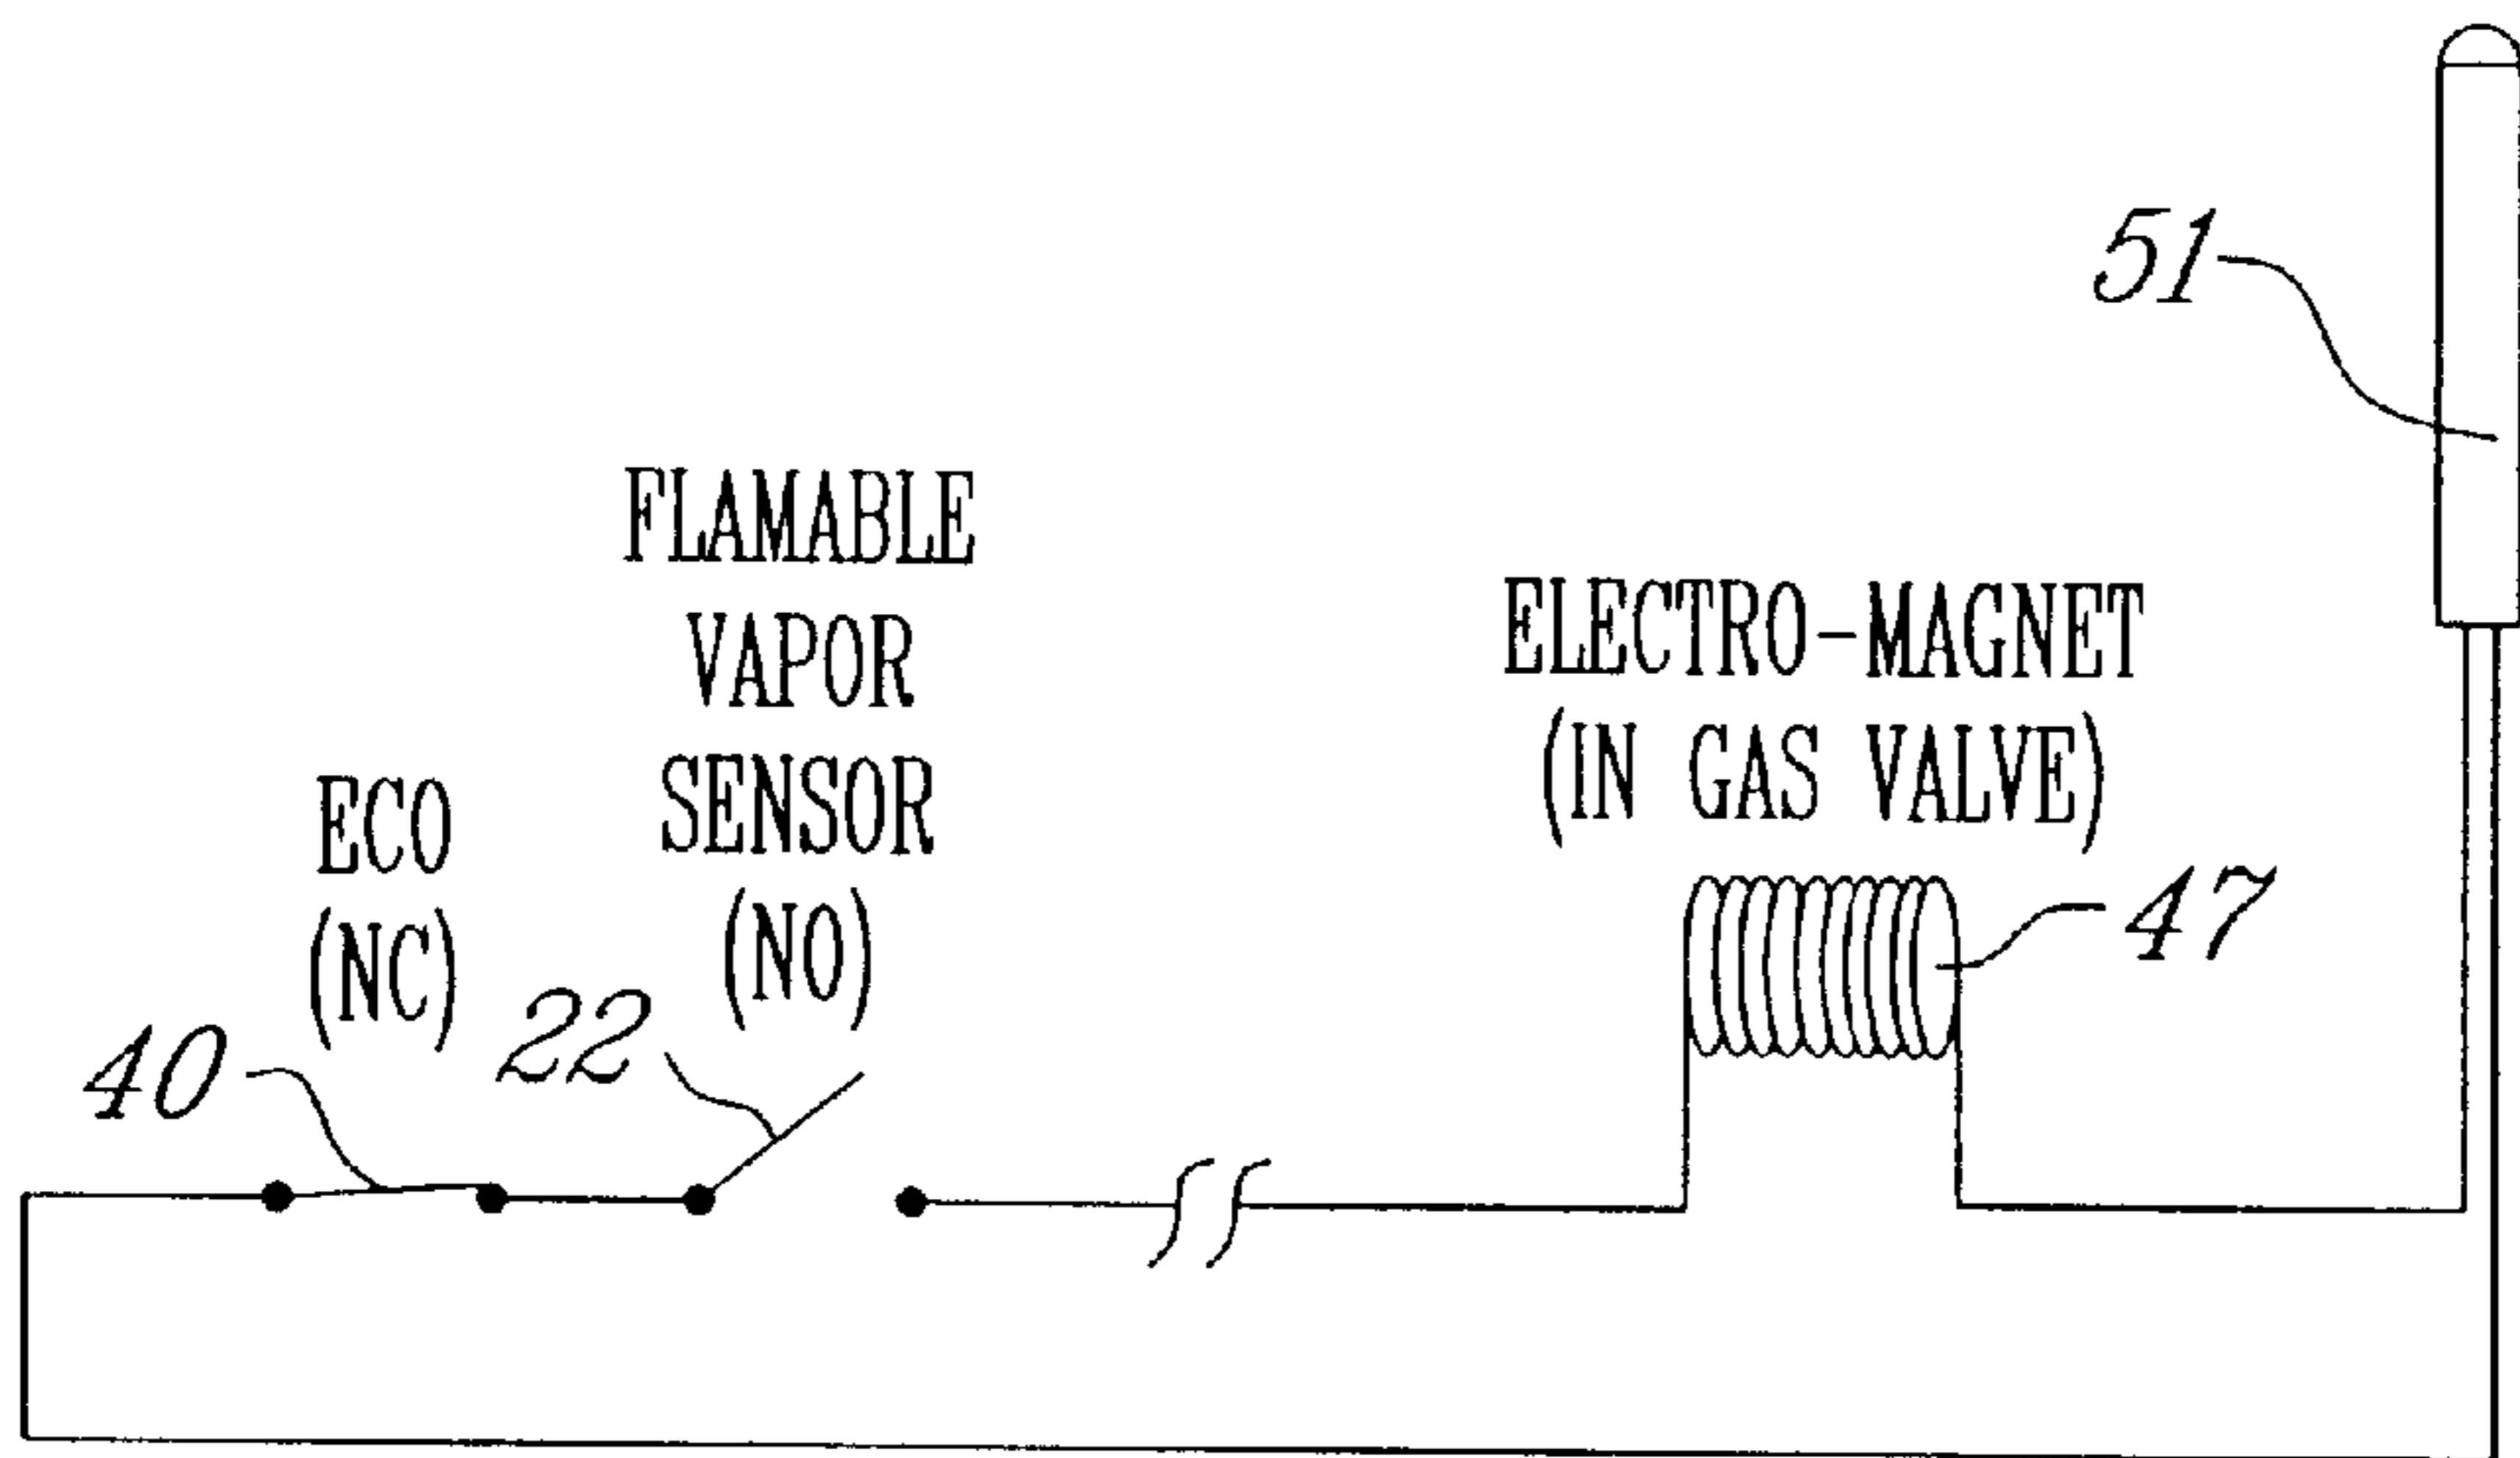 51
FLAMABLE
VAPOR
SENSOR
(NO)
ELECTRO-MAGNET
(IN GAS VALVE)
ECO
(NC)
47
22
40